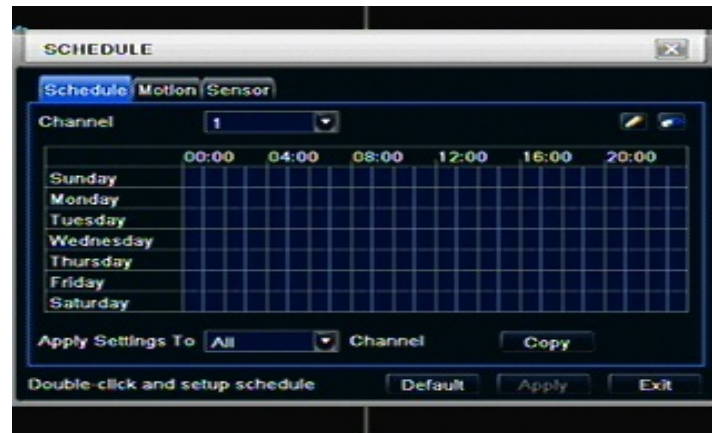 SCHEDULE
Schedule Motion Sensor
Channel 1
00:00 04:00 08:00 12:00 16:00 20:00
Sunday
Monday
Tuesday
Wednesday
Thursday
Friday
Saturday
Apply Settings To All Channel Copy
Double-click and setup schedule Default Apply Exit